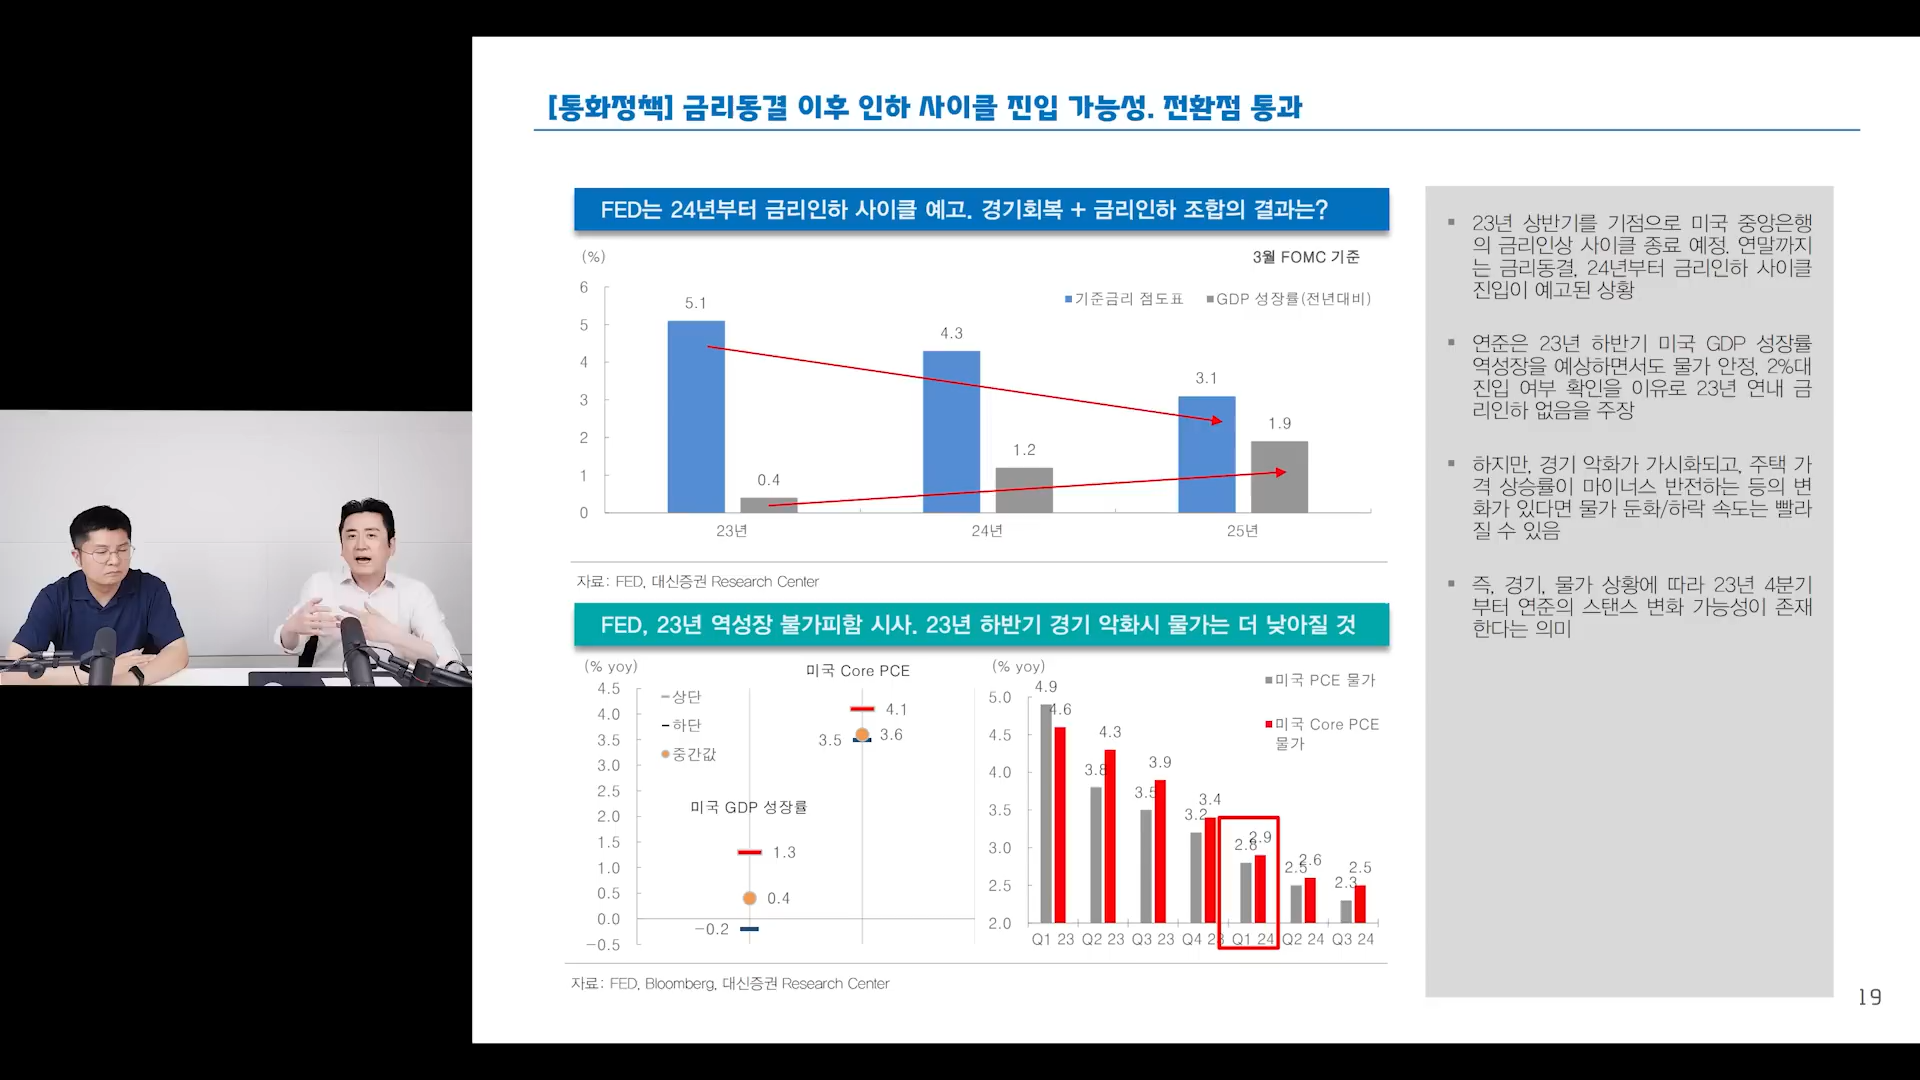 [통화정책] 금리동결 이후 인하 사이클 진입 가능성. 전환점 통과
FED는 24년부터 금리인하 사이클 예고. 경기회복 + 금리인하 조합의 결과는?
(%)
3월 FOMC 기준
기준금리 점도표
GDP 성장률(전년대비)
6
5
4
3
2
1
0
5.1
0.4
4.3
1.2
3.1
1.9
23년
24년
25년
자료: FED, 대신증권 Research Center
FED, 23년 역성장 불가피함 시사. 23년 하반기 경기 악화시 물가는 더 낮아질 것
(% yoy)
미국 Core PCE
4.5
4.0
3.5
3.0
2.5
2.0
1.5
1.0
0.5
0.0
-0.5
상단
하단
중간값
4.1
3.5
3.6
미국 GDP 성장률
1.3
0.4
-0.2
(% yoy)
미국 PCE 물가
미국 Core PCE
물가
5.0
4.5
4.0
3.5
3.0
2.5
2.0
4.9
4.6
3.8
4.3
3.5
3.9
3.2
3.4
2.8
2.9
2.5
2.6
2.3
2.5
Q1 23
Q2 23
Q3 23
Q4 23
Q1 24
Q2 24
Q3 24
자료: FED, Bloomberg, 대신증권 Research Center
▪ 23년 상반기를 기점으로 미국 중앙은행
의 금리인상 사이클 종료 예정. 연말까지
는 금리동결, 24년부터 금리인하 사이클
진입이 예고된 상황
▪ 연준은 23년 하반기 미국 GDP 성장률
역성장을 예상하면서도 물가 안정, 2%대
진입 여부 확인을 이유로 23년 연내 금
리인하 없음을 주장
▪ 하지만, 경기 악화가 가시화되고, 주택 가
격 상승률이 마이너스 반전하는 등의 변
화가 있다면 물가 둔화/하락 속도는 빨라
질 수 있음
▪ 즉, 경기, 물가 상황에 따라 23년 4분기
부터 연준의 스탠스 변화 가능성이 존재
한다는 의미
19